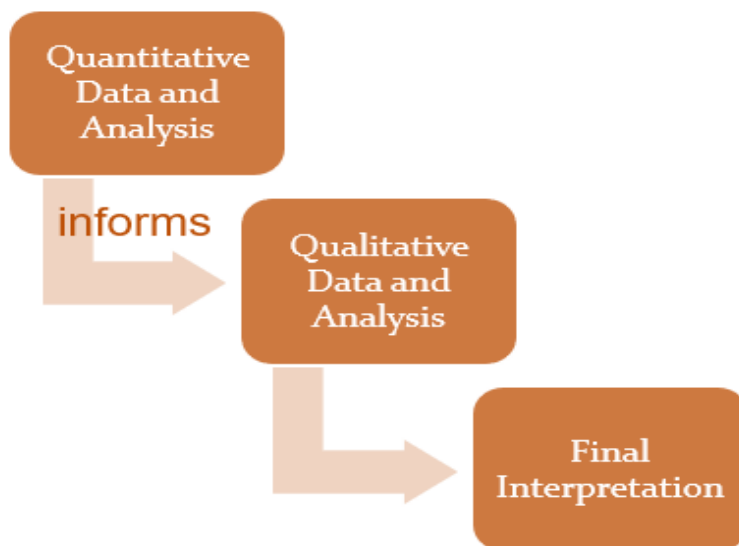 Quantitative
Data and
Analysis
informs
Qualitative
Data and
Analysis
Final
Interpretation